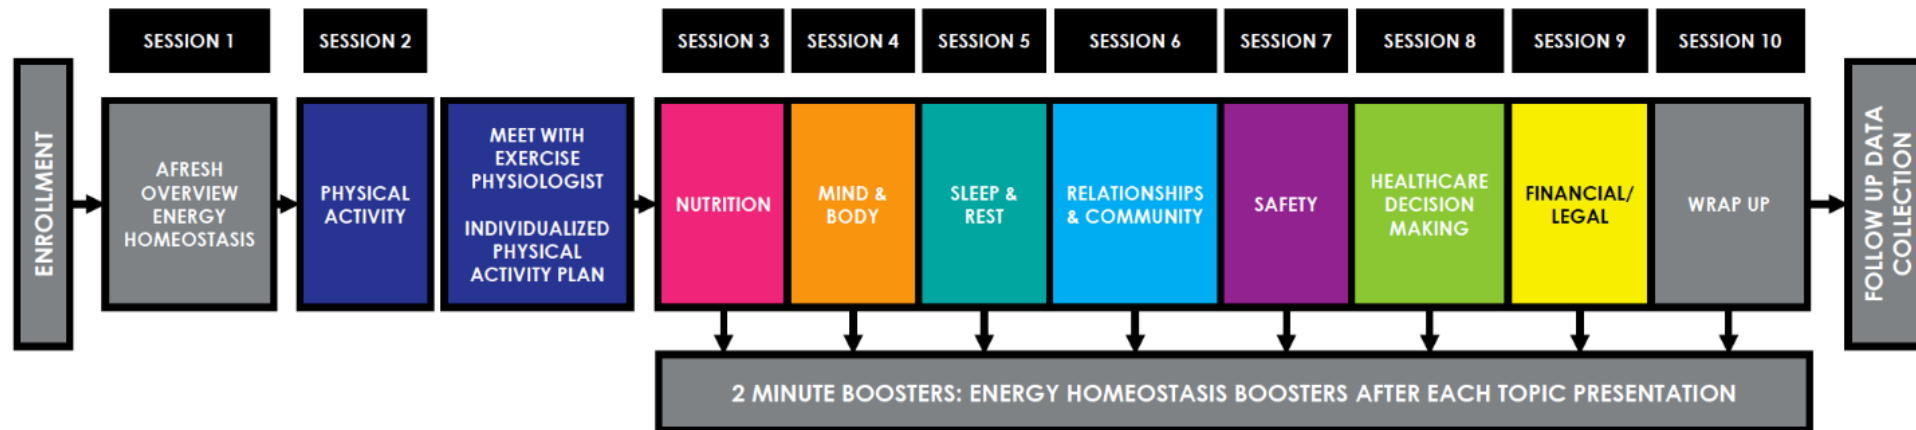 SESSION 1
SESSION 2
SESSION 3
SESSION 4
SESSION 5
SESSION 6
SESSION 7
SESSION 8
SESSION 9
SESSION 10
ENROLLMENT
AFRESH
OVERVIEW
ENERGY
HOMEOSTASIS
PHYSICAL
ACTIVITY
MEET WITH
EXERCISE
PHYSIOLOGIST
INDIVIDUALIZED
PHYSICAL
ACTIVITY PLAN
NUTRITION
MIND &
BODY
SLEEP &
REST
RELATIONSHIPS
& COMMUNITY
SAFETY
HEALTHCARE
DECISION
MAKING
FINANCIAL/
LEGAL
WRAP UP
FOLLOW UP DATA
COLLECTION
2 MINUTE BOOSTERS: ENERGY HOMEOSTASIS BOOSTERS AFTER EACH TOPIC PRESENTATION